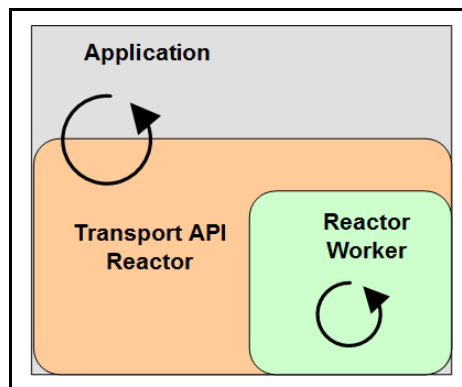 Application
Transport API
Reactor
Reactor
Worker